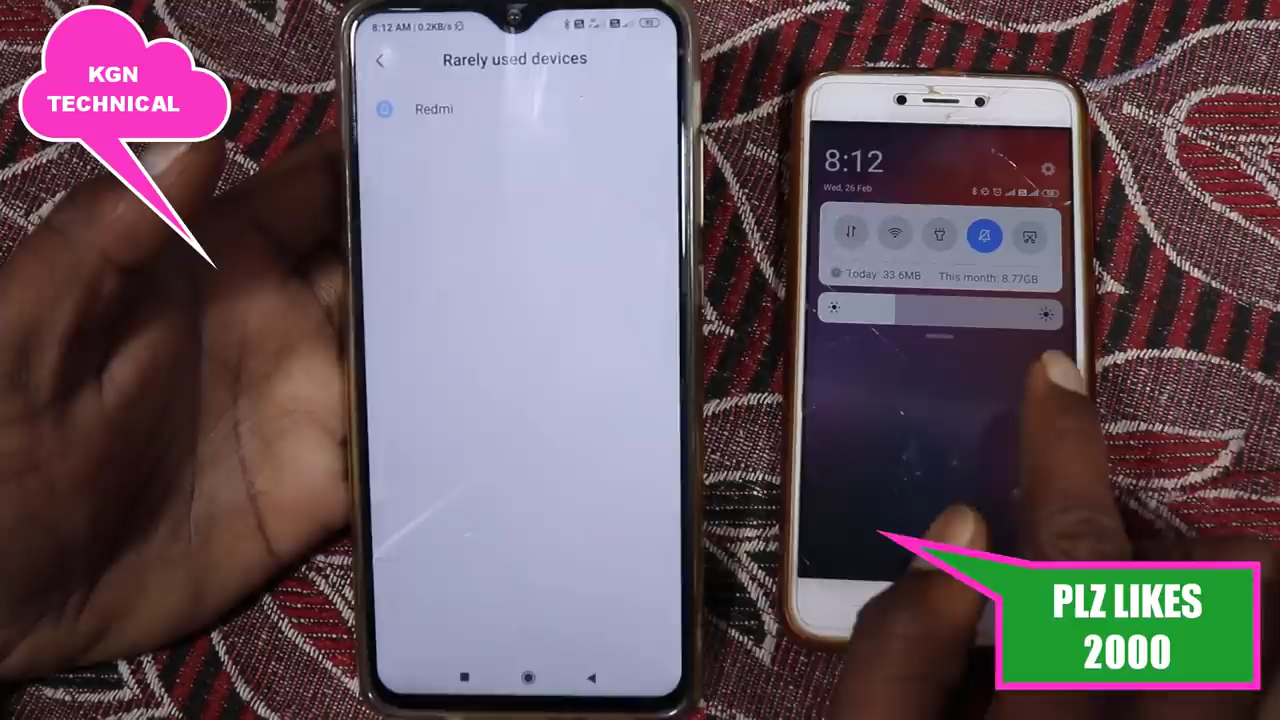 KGN
TECHNICAL
8:12 AM | 0.2KB/s
Rarely used devices
Redmi
8:12
Wed, 26 Feb
Today: 33.6MB This month: 8.77GB
PLZ LIKES
2000